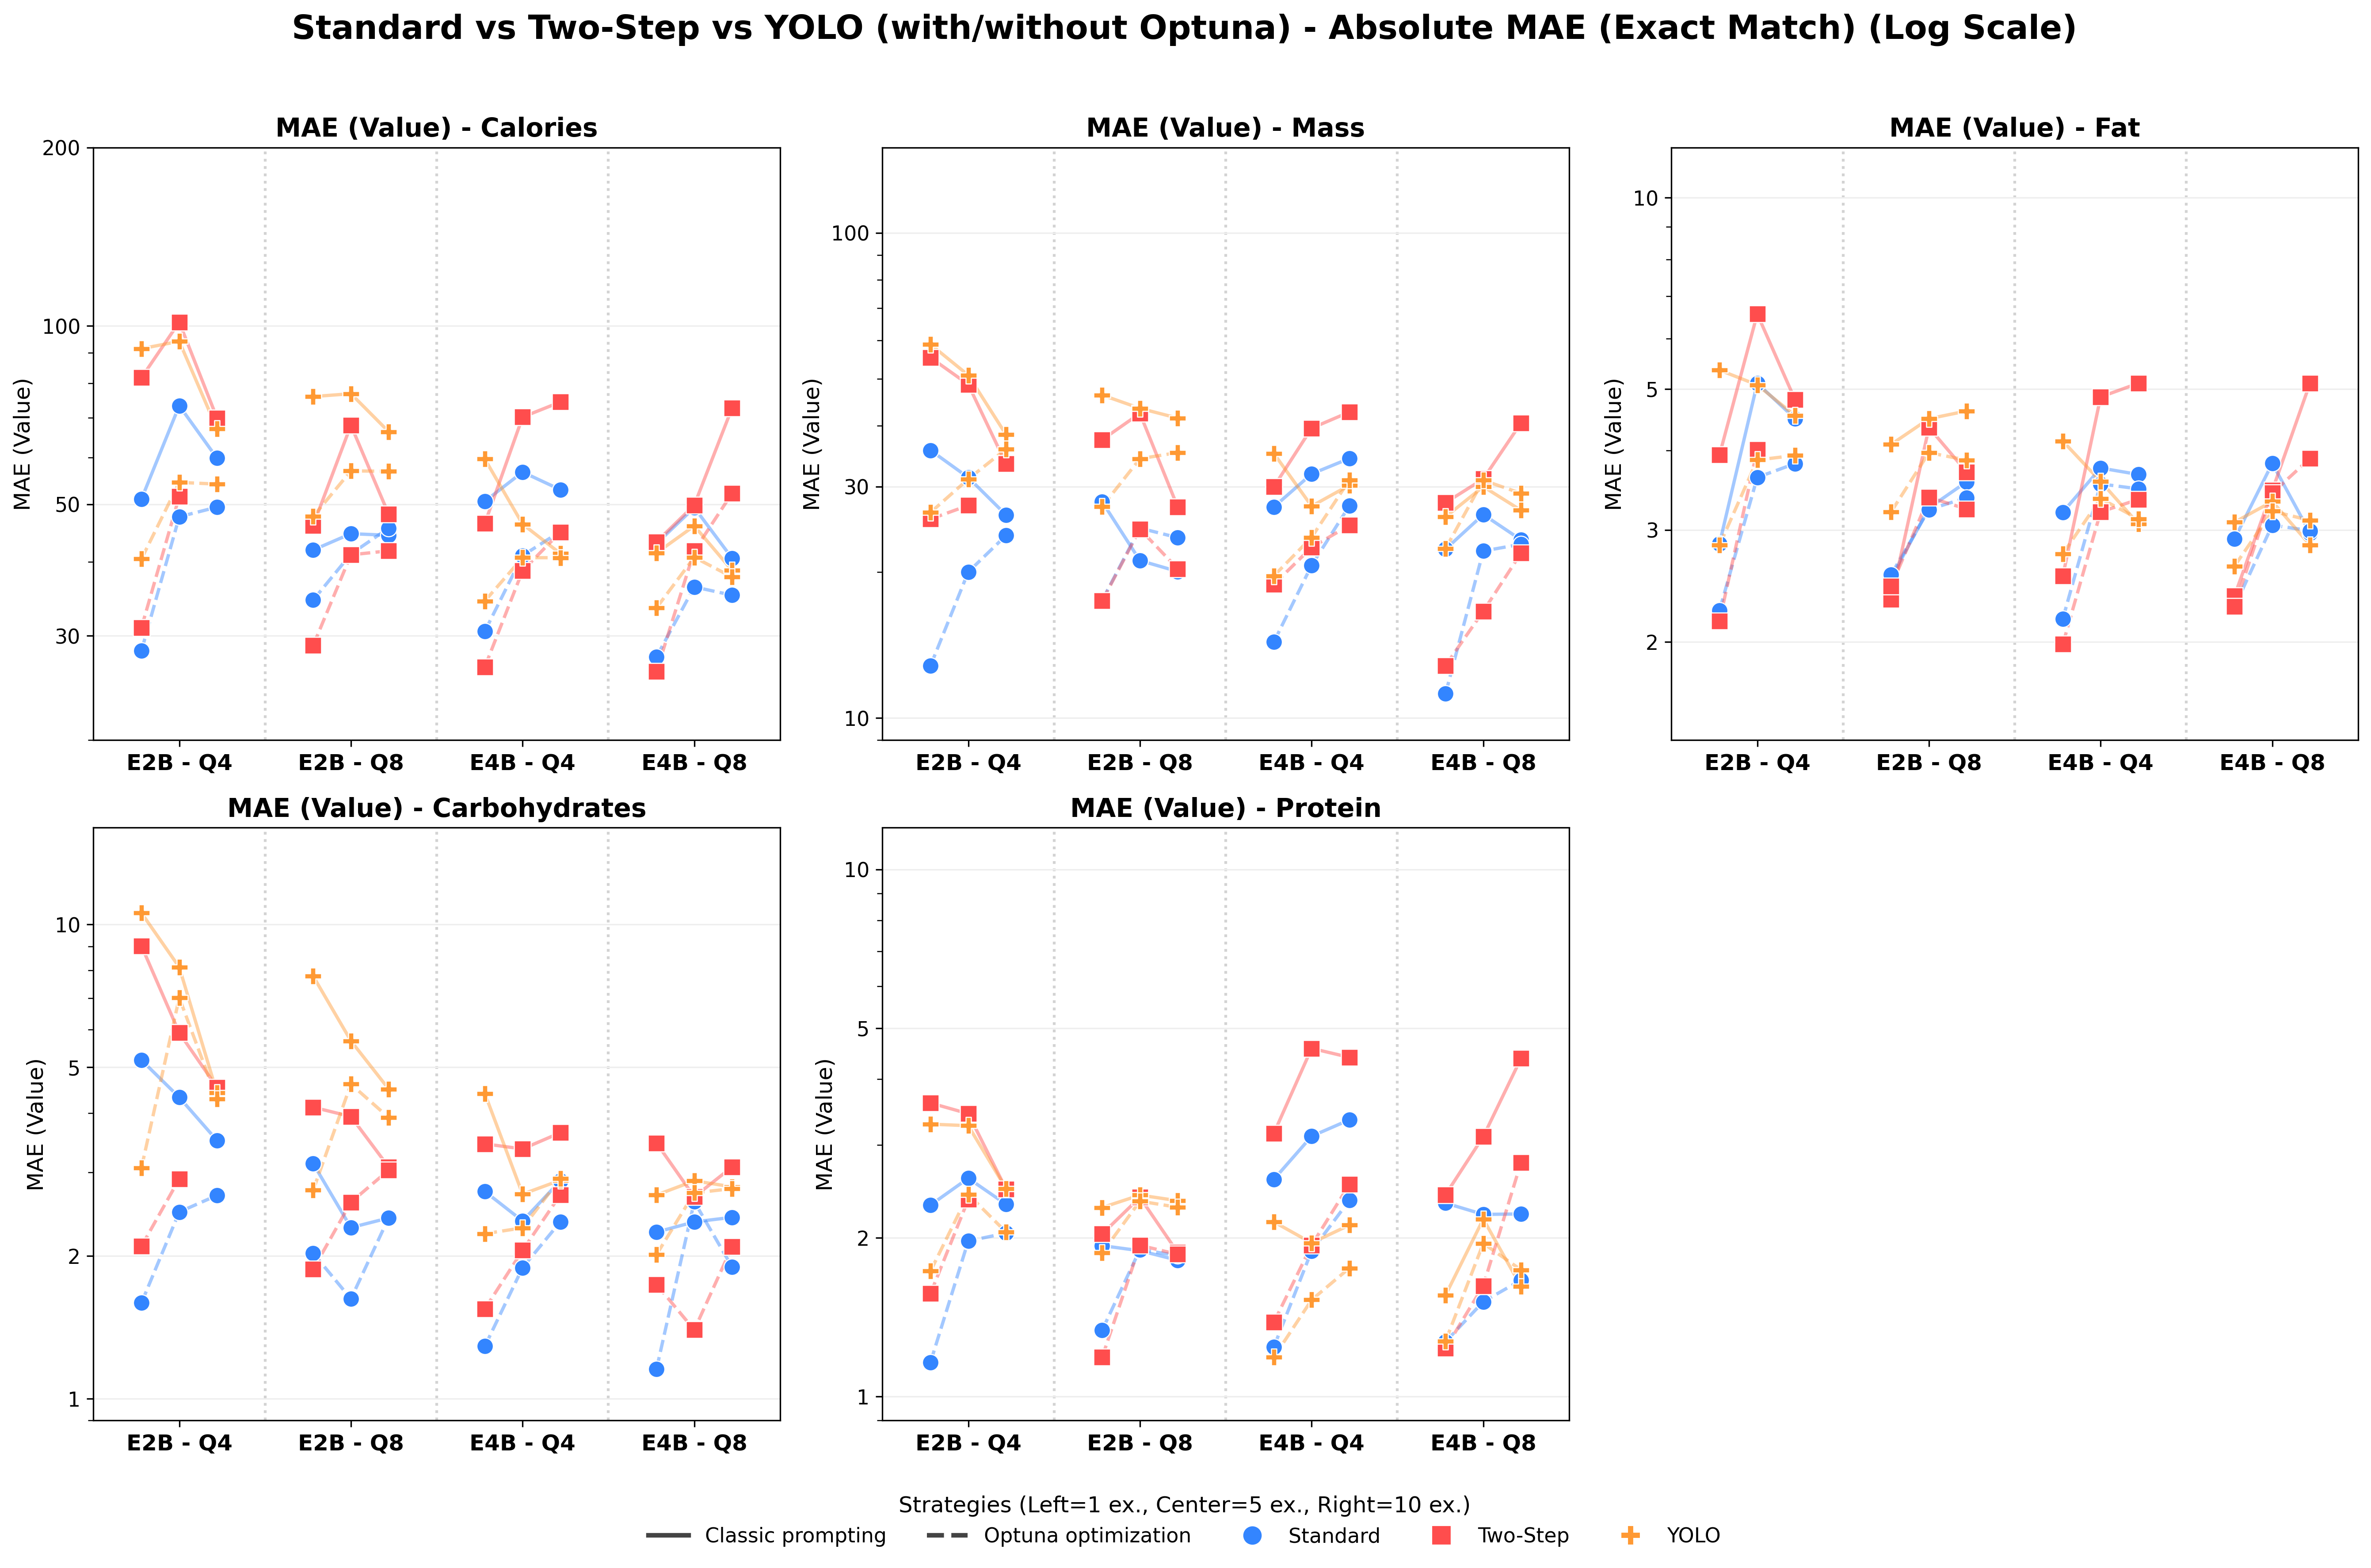 Standard vs Two-Step vs YOLO (with/without Optuna) - Absolute MAE (Exact Match) (Log Scale)
MAE (Value) - Calories
MAE (Value)
200
100
50
30
E2B - Q4 E2B - Q8 E4B - Q4 E4B - Q8
MAE (Value) - Mass
MAE (Value)
100
30
10
E2B - Q4 E2B - Q8 E4B - Q4 E4B - Q8
MAE (Value) - Fat
MAE (Value)
10
5
3
2
E2B - Q4 E2B - Q8 E4B - Q4 E4B - Q8
MAE (Value) - Carbohydrates
MAE (Value)
10
5
2
1
E2B - Q4 E2B - Q8 E4B - Q4 E4B - Q8
MAE (Value) - Protein
MAE (Value)
10
5
2
1
E2B - Q4 E2B - Q8 E4B - Q4 E4B - Q8
Strategies (Left=1 ex., Center=5 ex., Right=10 ex.)
Classic prompting Optuna optimization Standard Two-Step YOLO